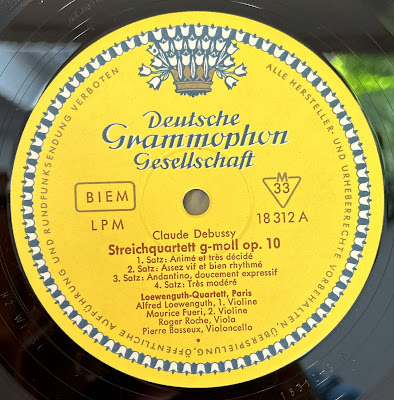 ALLE HERSTELLER- UND URHEBERRECHTE VORBEHALTEN
ÜBERSPIELUNG, ÖFFENTLICHE AUFFÜHRUNG UND RUNDFUNKSENDUNG VERBOTEN
Deutsche
Grammophon
Gesellschaft
BIEM
LPM
M
33
18 312 A
Claude Debussy
Streichquartett g-moll op. 10
1. Satz: Animé et très décidé
2. Satz: Assez vif et bien rhythmé
3. Satz: Andantino, doucement expressif
4. Satz: Très modéré
Loewenguth-Quartett, Paris
Alfred Loewenguth, 1. Violine
Maurice Fueri, 2. Violine
Roger Roche, Viola
Pierre Basseux, Violoncello